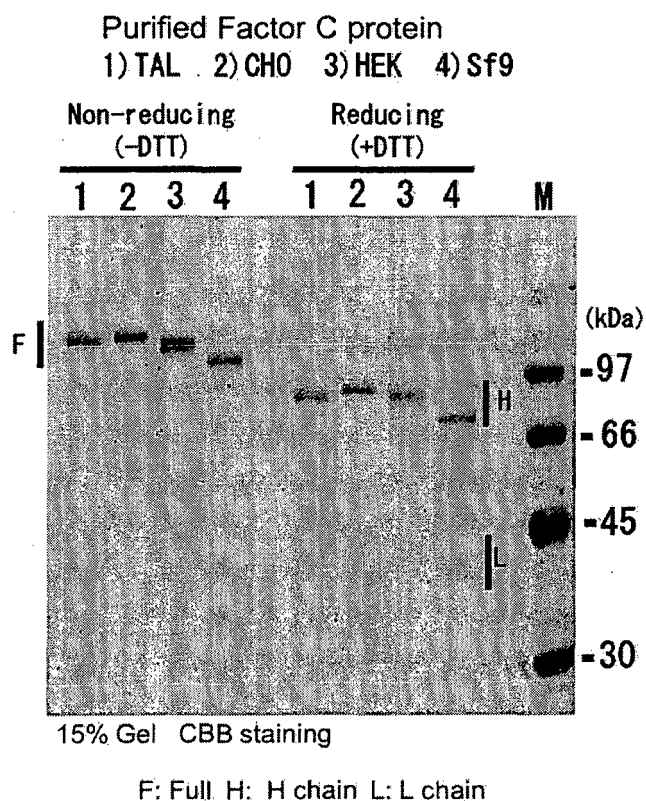 Purified Factor C protein
1) TAL 2) CHO 3) HEK 4) Sf9
Non-reducing Reducing
(-DTT) (+DTT)
1 2 3 4 1 2 3 4 M
(kDa)
F
-97
H
-66
-45
L
-30
15% Gel CBB staining
F: Full H: H chain L: L chain